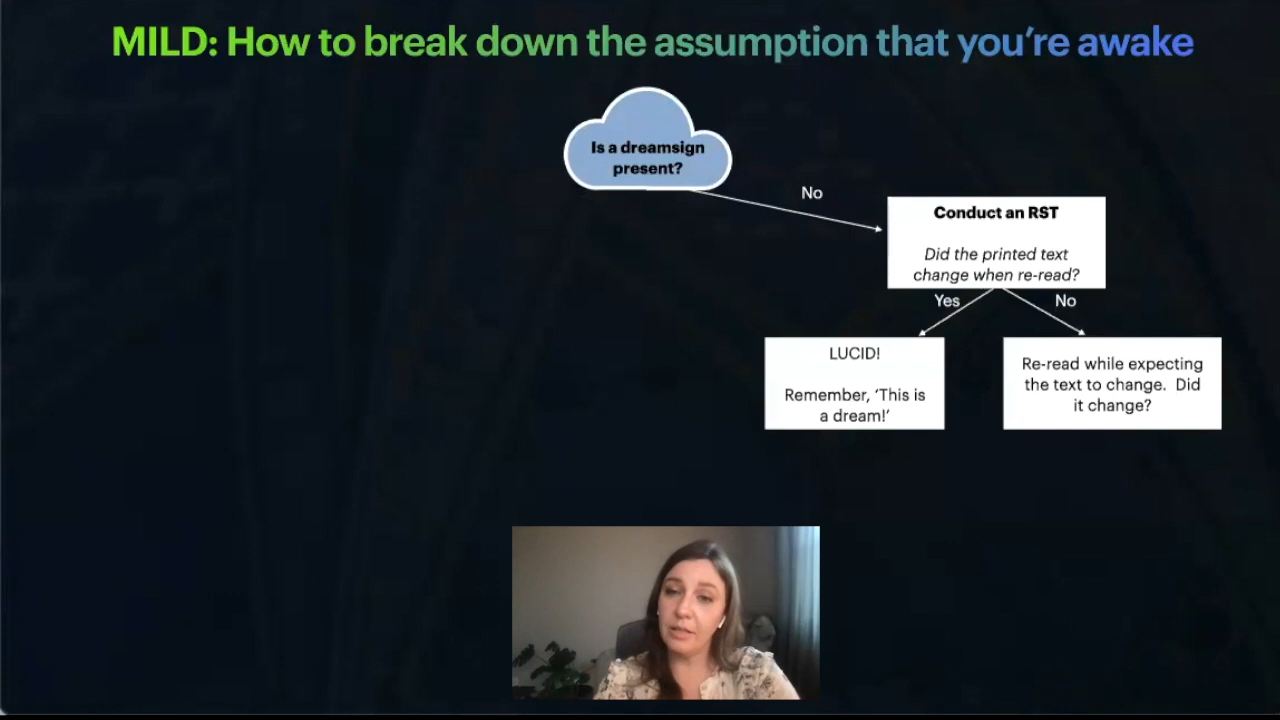 MILD: How to break down the assumption that you're awake
Is a dreamsign
present?
No
Conduct an RST
Did the printed text
change when re-read?
Yes
No
LUCID!
Remember, ‘This is
a dream!’
Re-read while expecting
the text to change. Did
it change?